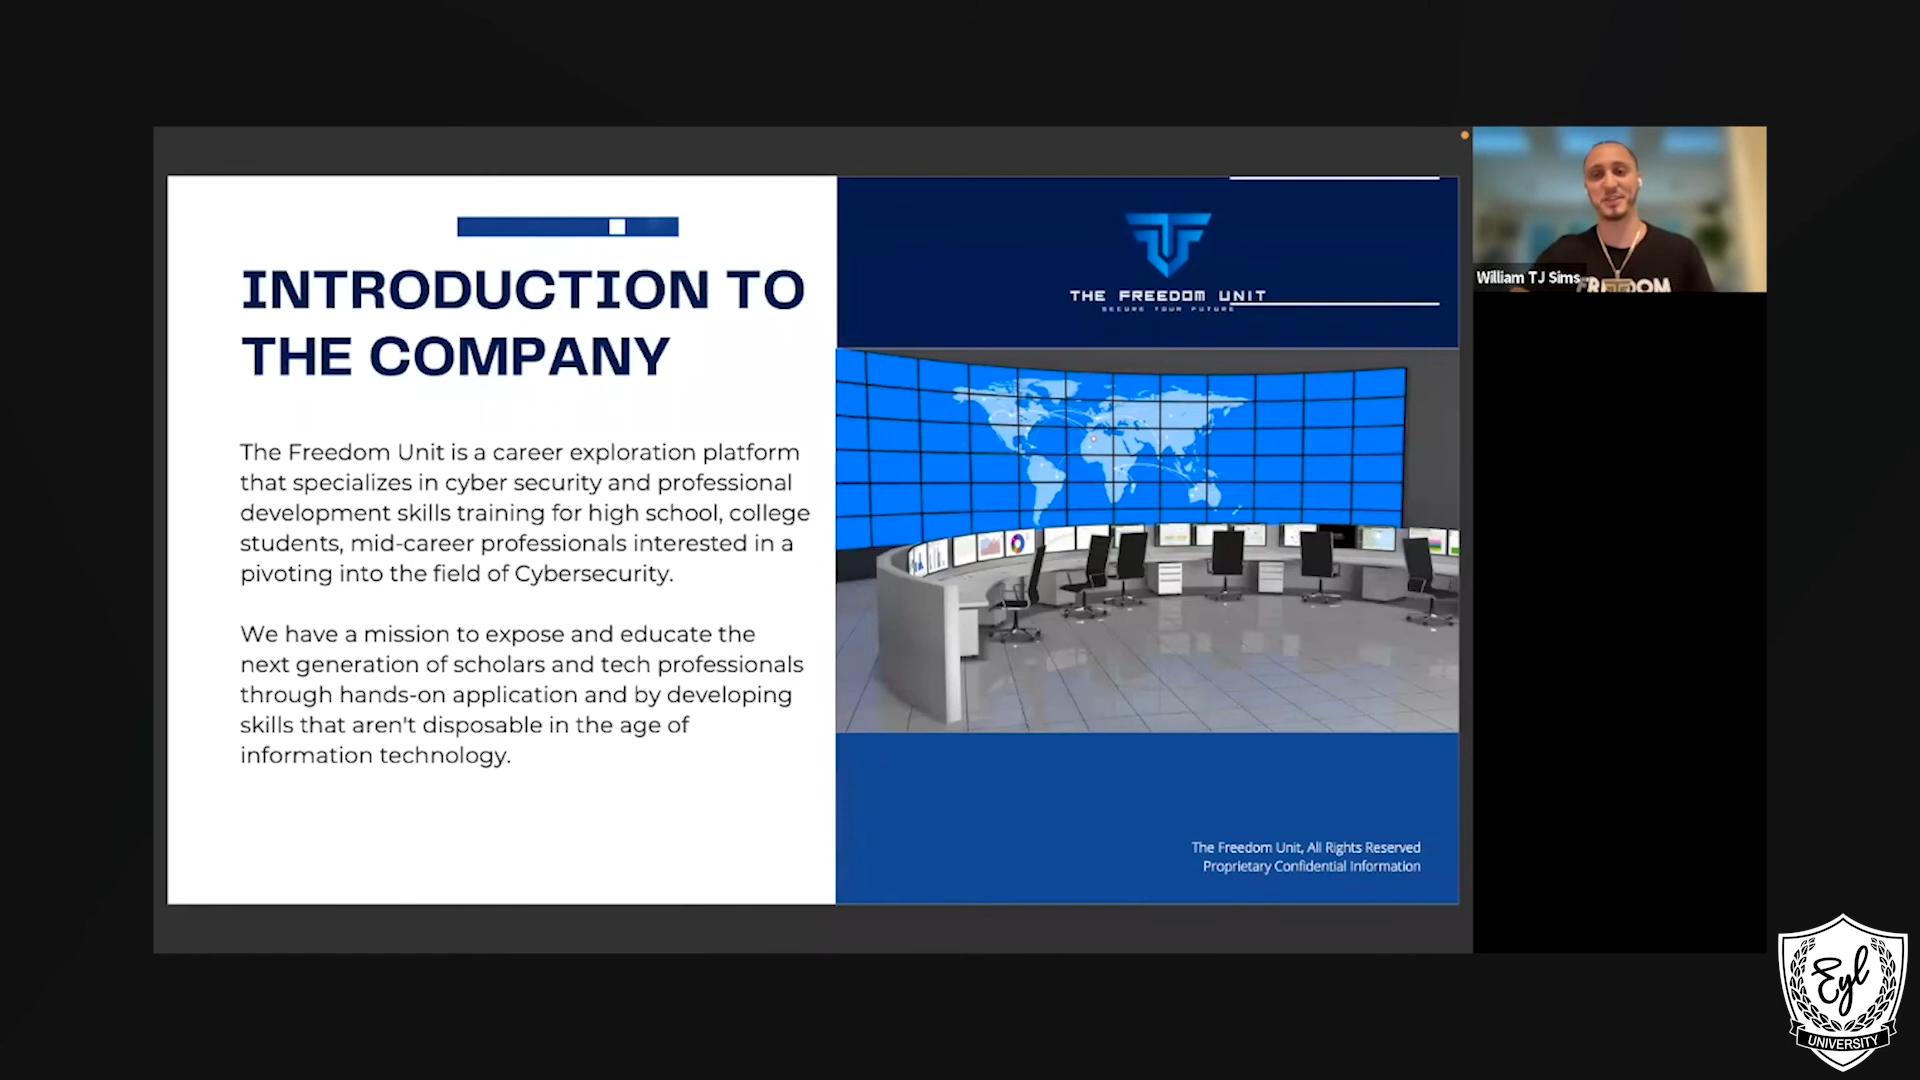 INTRODUCTION TO
THE COMPANY
The Freedom Unit is a career exploration platform
that specializes in cyber security and professional
development skills training for high school, college
students, mid-career professionals interested in a
pivoting into the field of Cybersecurity.
We have a mission to expose and educate the
next generation of scholars and tech professionals
through hands-on application and by developing
skills that aren't disposable in the age of
information technology.
THE FREEDOM UNIT
SECURE YOUR FUTURE
The Freedom Unit, All Rights Reserved
Proprietary Confidential Information
William TJ Sims
FREEDOM
Eyl
UNIVERSITY